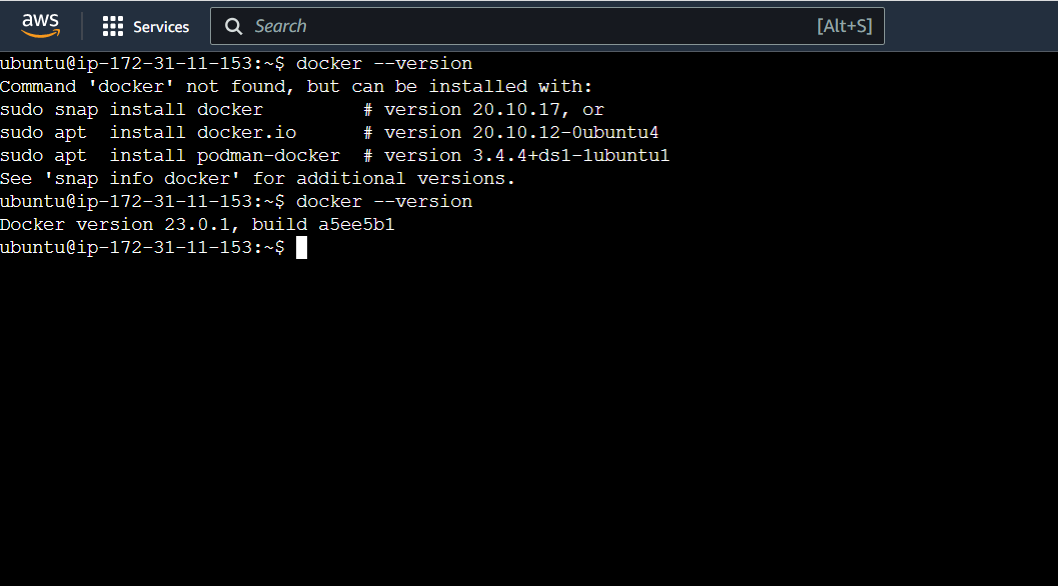 aws
Services
Search
[Alt+S]
ubuntu@ip-172-31-11-153:~$ docker --version
Command 'docker' not found, but can be installed with:
sudo snap install docker         # version 20.10.17, or
sudo apt  install docker.io      # version 20.10.12-0ubuntu4
sudo apt  install podman-docker  # version 3.4.4+ds1-1ubuntu1
See 'snap info docker' for additional versions.
ubuntu@ip-172-31-11-153:~$ docker --version
Docker version 23.0.1, build a5ee5b1
ubuntu@ip-172-31-11-153:~$